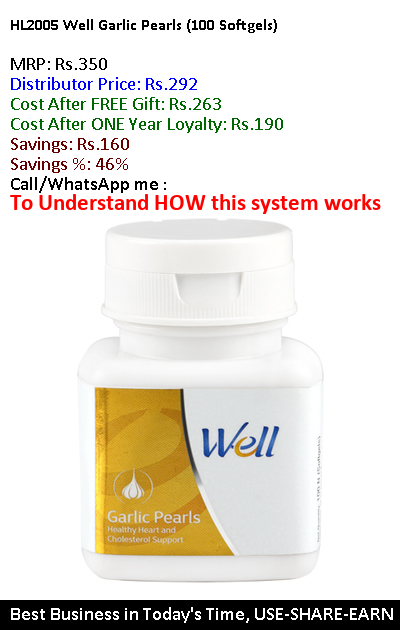 HL2005 Well Garlic Pearls (100 Softgels)
MRP: Rs.350
Distributor Price: Rs.292
Cost After FREE Gift: Rs.263
Cost After ONE Year Loyalty: Rs.190
Savings: Rs.160
Savings %: 46%
Call/WhatsApp me :
To Understand HOW this system works
Well
Garlic Pearls
Healthy Heart and
Cholesterol Support
Best Business in Today's Time, USE-SHARE-EARN